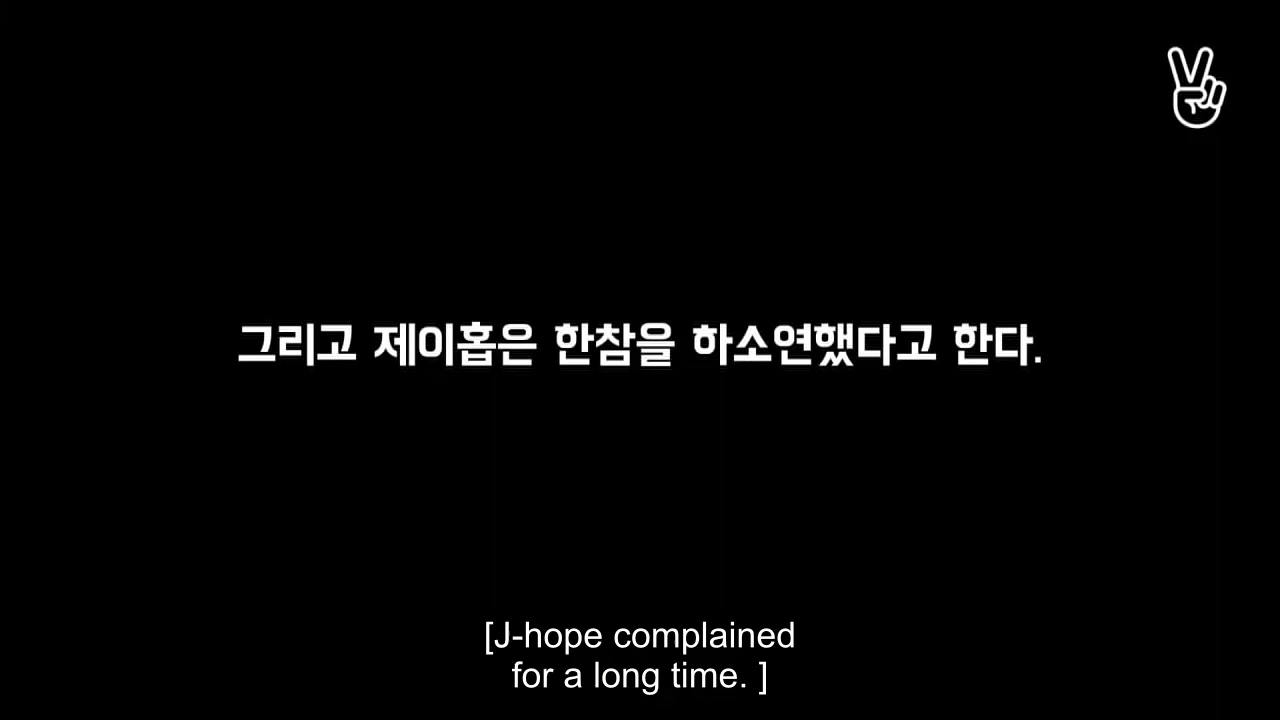 그리고 제이홉은 한참을 하소연했다고 한다.
[J-hope complained
for a long time. ]